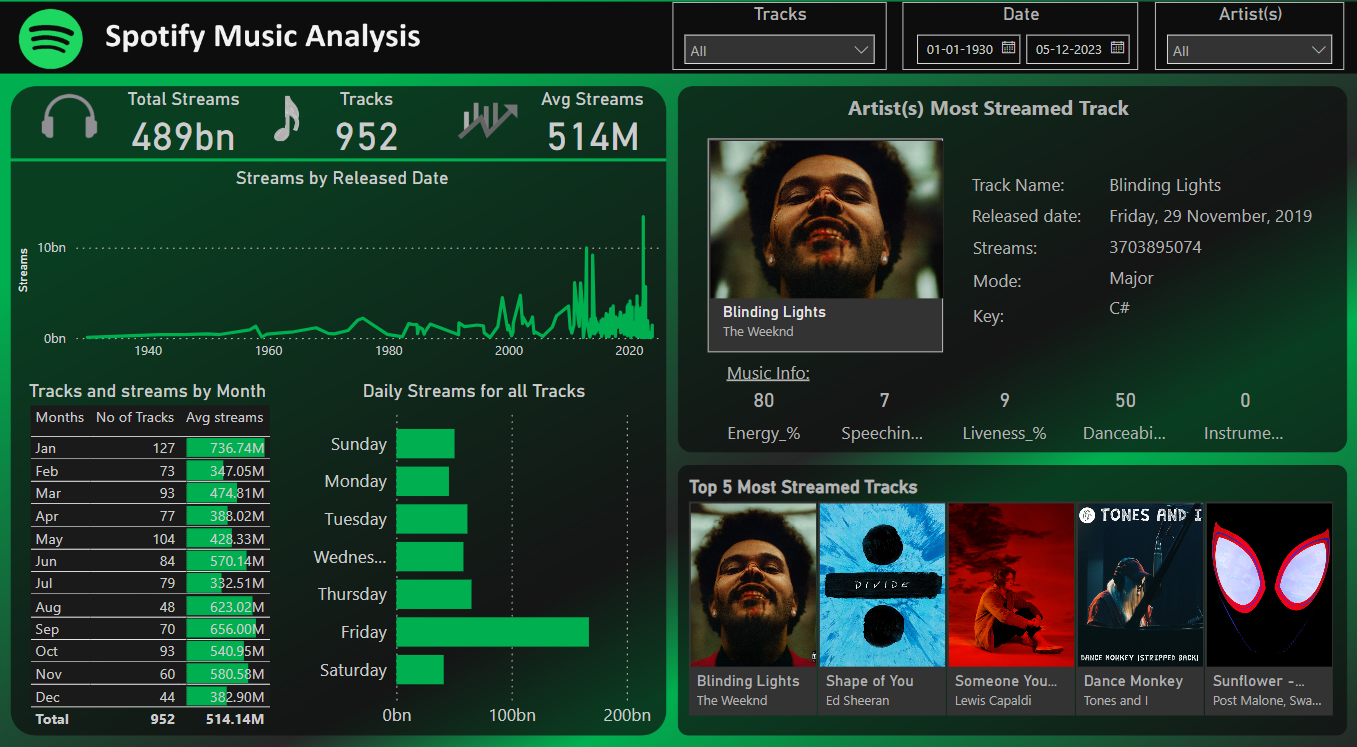 Spotify Music Analysis
Tracks
All
Date
01-01-1930
05-12-2023
Artist(s)
All
Total Streams
489bn
Tracks
952
Avg Streams
514M
Streams by Released Date
Streams
10bn
0bn
1940 1960 1980 2000 2020
Tracks and streams by Month
Months No of Tracks Avg streams
Jan 127 736.74M
Feb 73 347.05M
Mar 93 474.81M
Apr 77 388.02M
May 104 428.33M
Jun 84 570.14M
Jul 79 332.51M
Aug 48 623.02M
Sep 70 656.00M
Oct 93 540.95M
Nov 60 580.58M
Dec 44 382.90M
Total 952 514.14M
Daily Streams for all Tracks
Sunday
Monday
Tuesday
Wednes...
Thursday
Friday
Saturday
0bn 100bn 200bn
Artist(s) Most Streamed Track
Blinding Lights
The Weeknd
Track Name: Blinding Lights
Released date: Friday, 29 November, 2019
Streams: 3703895074
Mode: Major
Key: C#
Music Info:
80 7 9 50 0
Energy_% Speechin... Liveness_% Danceabi... Instrume...
Top 5 Most Streamed Tracks
DIVIDE
TONES AND I
DANCE MONKEY (STRIPPED BACK)
Blinding Lights
The Weeknd
Shape of You
Ed Sheeran
Someone You...
Lewis Capaldi
Dance Monkey
Tones and I
Sunflower -...
Post Malone, Swa...